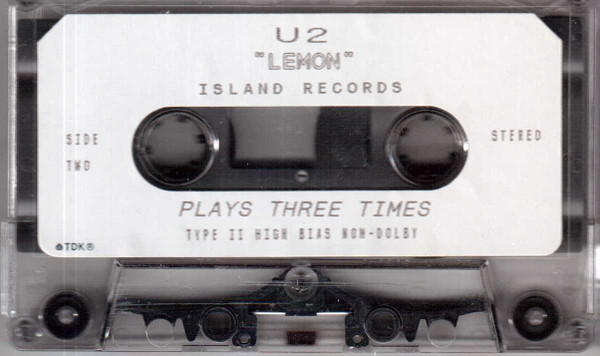 U2
"LEMON"
ISLAND RECORDS
SIDE
TWO
STEREO
PLAYS THREE TIMES
TYPE II HIGH BIAS NON-DOLBY
TDK®